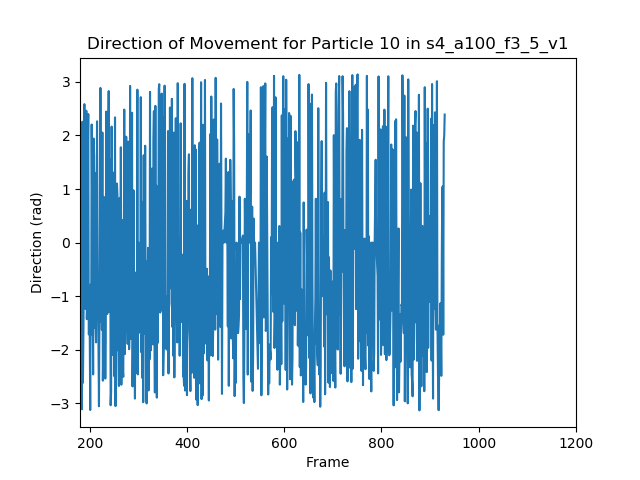 Direction of Movement for Particle 10 in s4_a100_f3_5_v1
3
2
1
0
−1
−2
−3
Direction (rad)
200 400 600 800 1000 1200
Frame